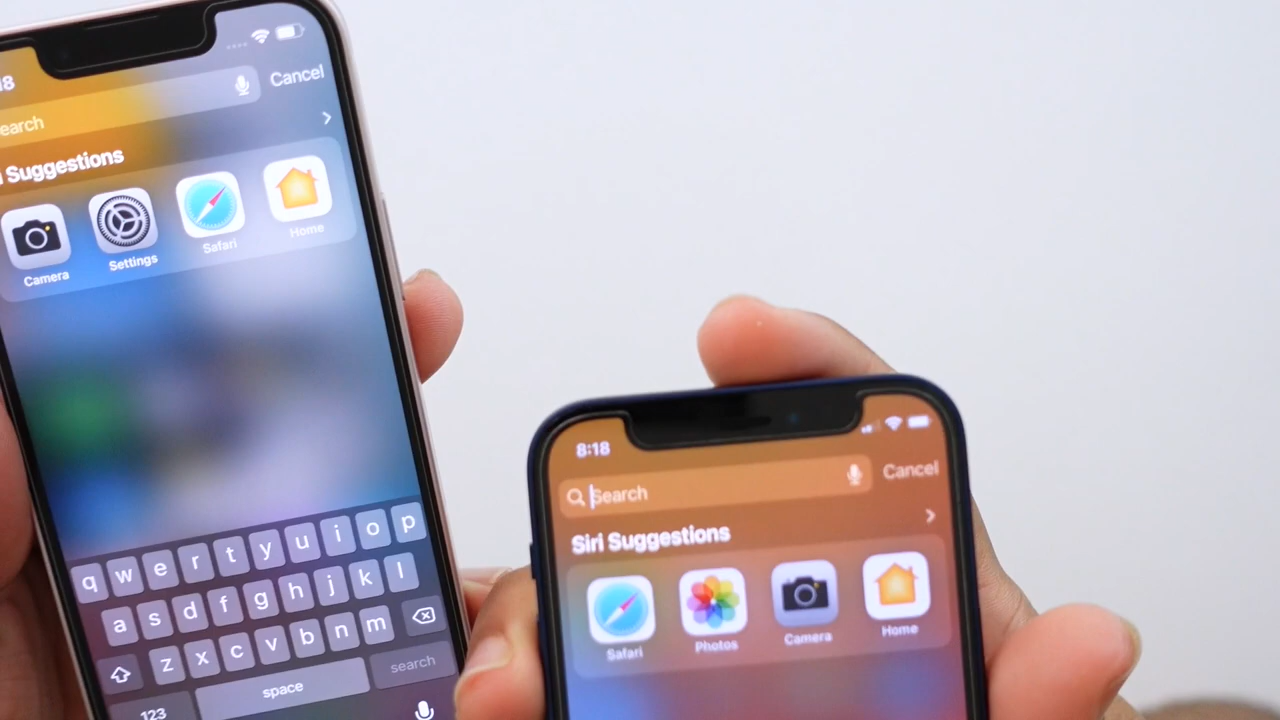 18
Cancel
earch
i Suggestions
Camera
Settings
Safari
Home
q w e r t y u i o p
a s d f g h j k l
z x c v b n m
123
space
search
8:18
Search
Cancel
Siri Suggestions
Safari
Photos
Camera
Home